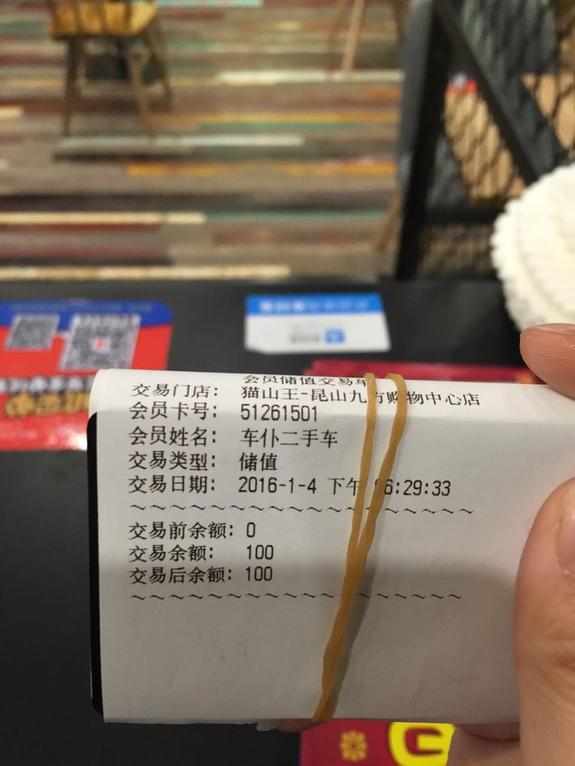 会员储值交易单
交易门店: 猫山王-昆山九方购物中心店
会员卡号: 51261501
会员姓名: 车仆二手车
交易类型: 储值
交易日期: 2016-1-4 下午 6:29:33
~~~~~~~~~~~~~~~~~~~~~~
交易前余额: 0
交易余额: 100
交易后余额: 100
~~~~~~~~~~~~~~~~~~~~~~